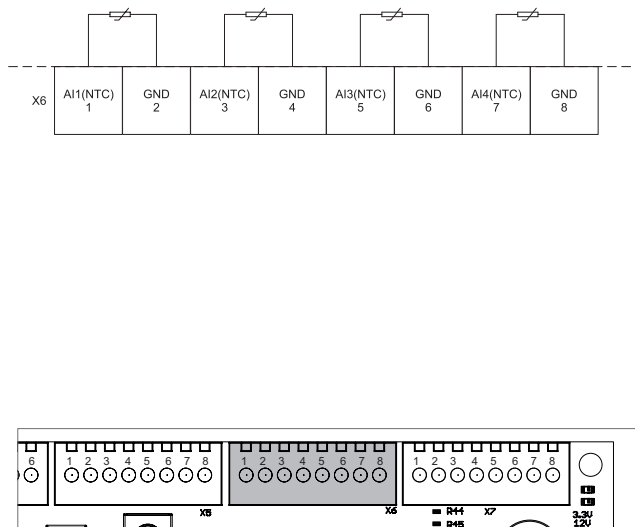 X6 AI1(NTC) GND AI2(NTC) GND AI3(NTC) GND AI4(NTC) GND
1 2 3 4 5 6 7 8
6 1 2 3 4 5 6 7 8 1 2 3 4 5 6 7 8 1 2 3 4 5 6 7 8
X5 X6 R44 X7 3.3V
R45 12V